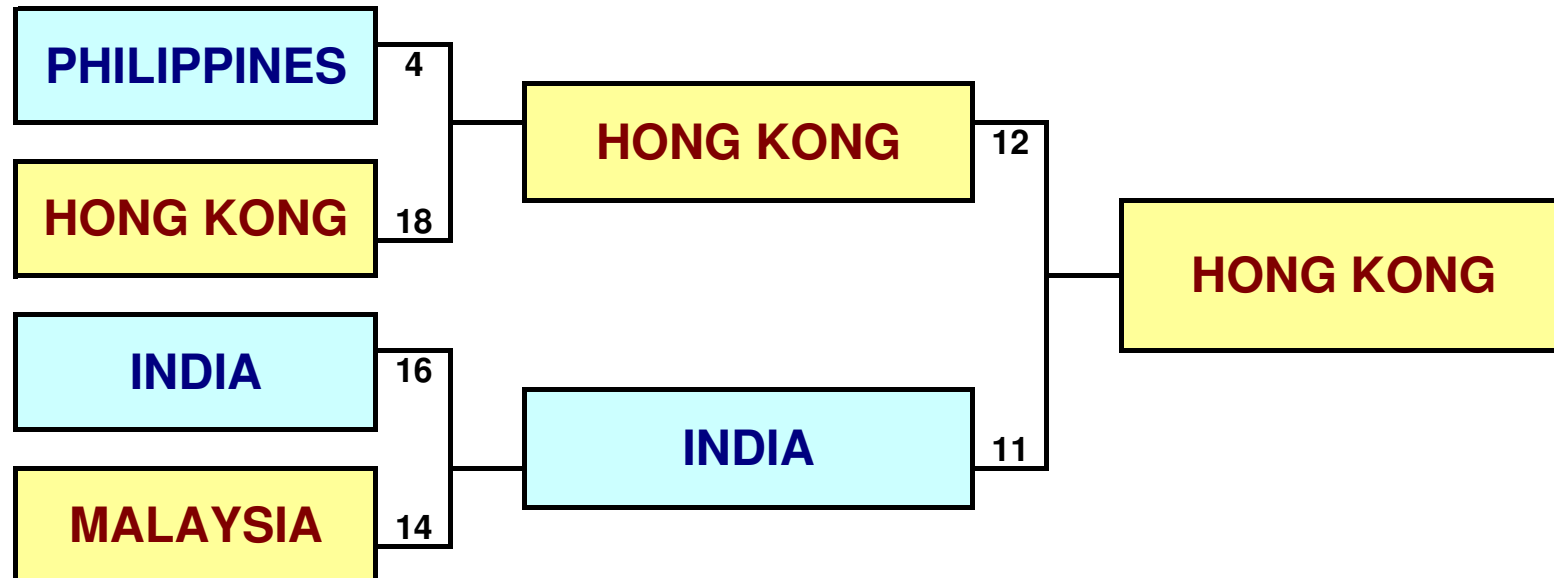 PHILIPPINES
4
HONG KONG
12
HONG KONG
18
HONG KONG
INDIA
16
INDIA
11
MALAYSIA
14